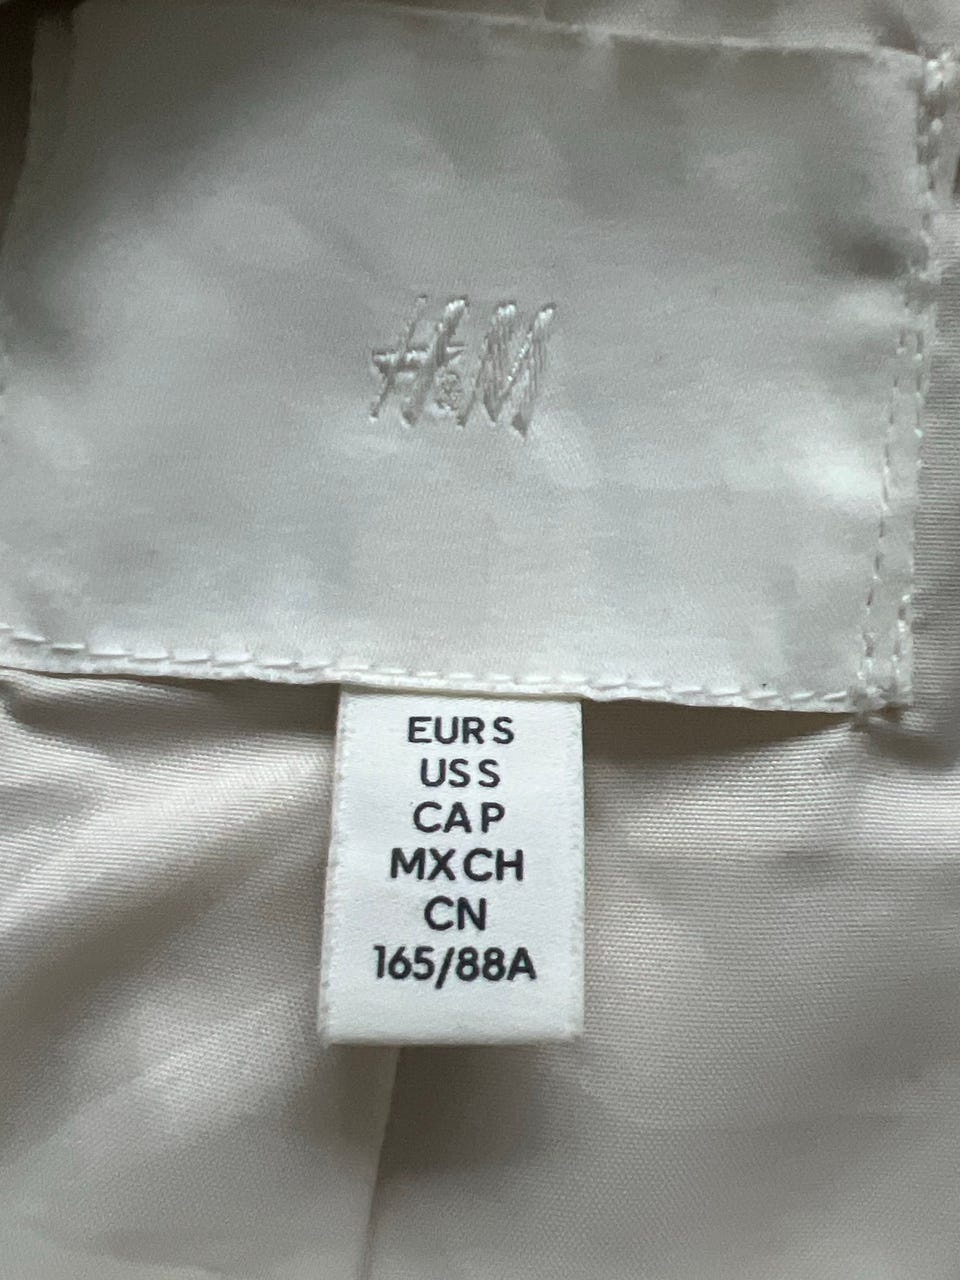 H&M
EUR S
US S
CA P
MX CH
CN
165/88A